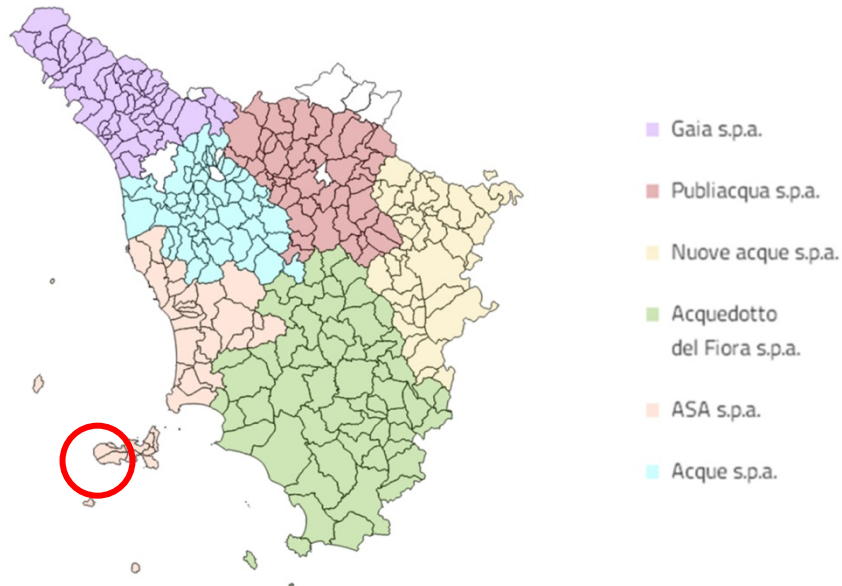 Gaia s.p.a.
Publiacqua s.p.a.
Nuove acque s.p.a.
Acquedotto
del Fiora s.p.a.
ASA s.p.a.
Acque s.p.a.